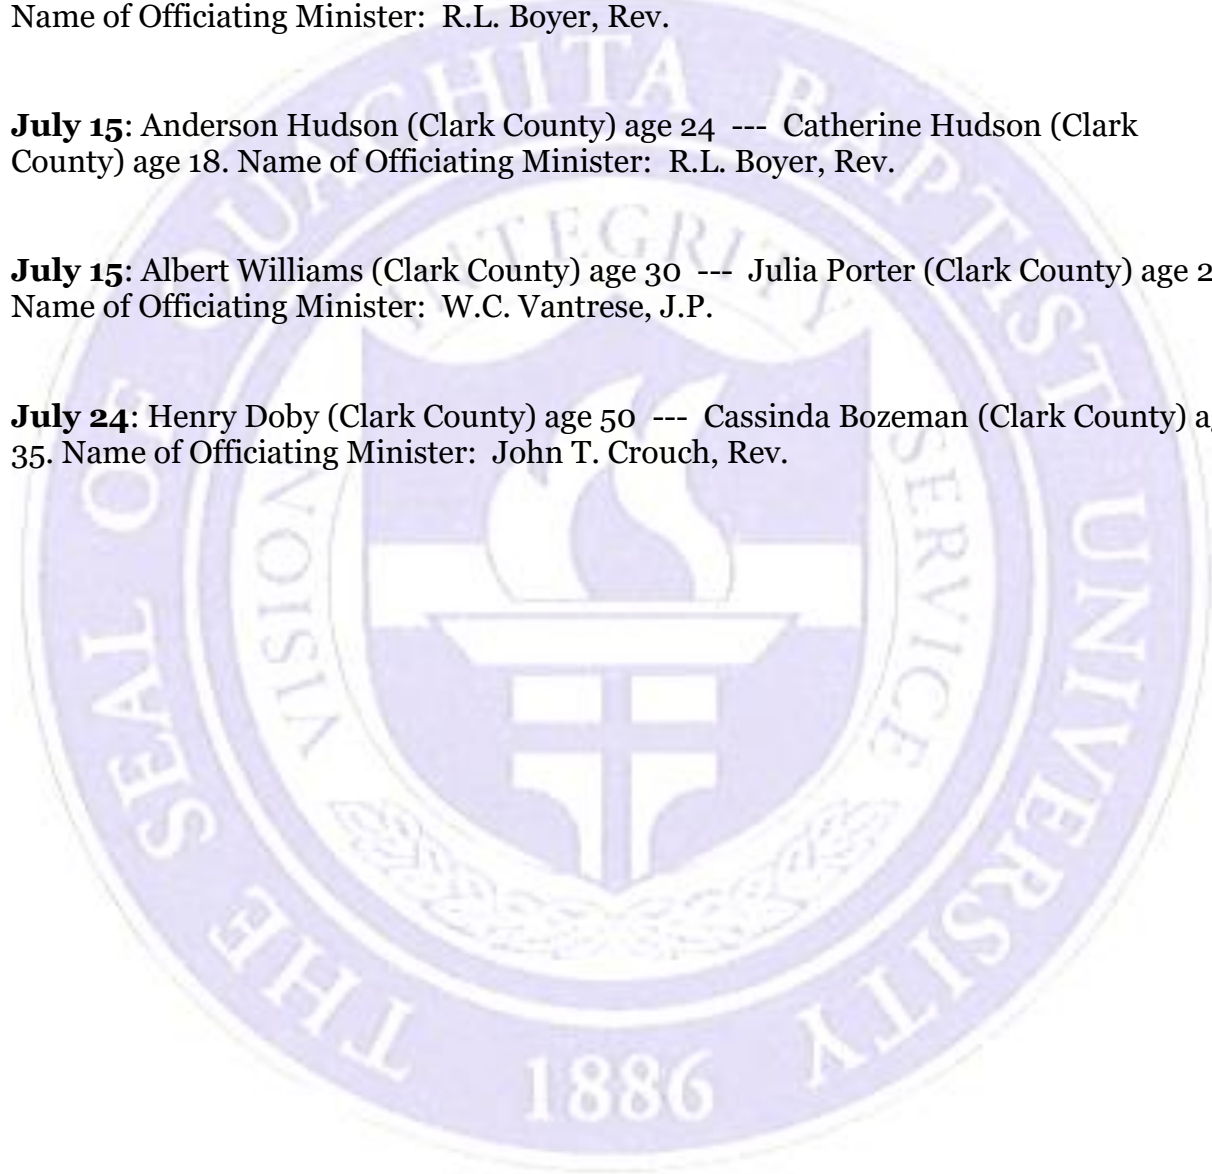 Name of Officiating Minister:  R.L. Boyer, Rev.
July 15: Anderson Hudson (Clark County) age 24  ---  Catherine Hudson (Clark
County) age 18. Name of Officiating Minister:  R.L. Boyer, Rev.
July 15: Albert Williams (Clark County) age 30  ---  Julia Porter (Clark County) age
Name of Officiating Minister:  W.C. Vantrese, J.P.
July 24: Henry Doby (Clark County) age 50  ---  Cassinda Bozeman (Clark County)
35. Name of Officiating Minister:  John T. Crouch, Rev.
THE SEAL OF OUACHITA BAPTIST UNIVERSITY
VISION INTEGRITY SERVICE
1886